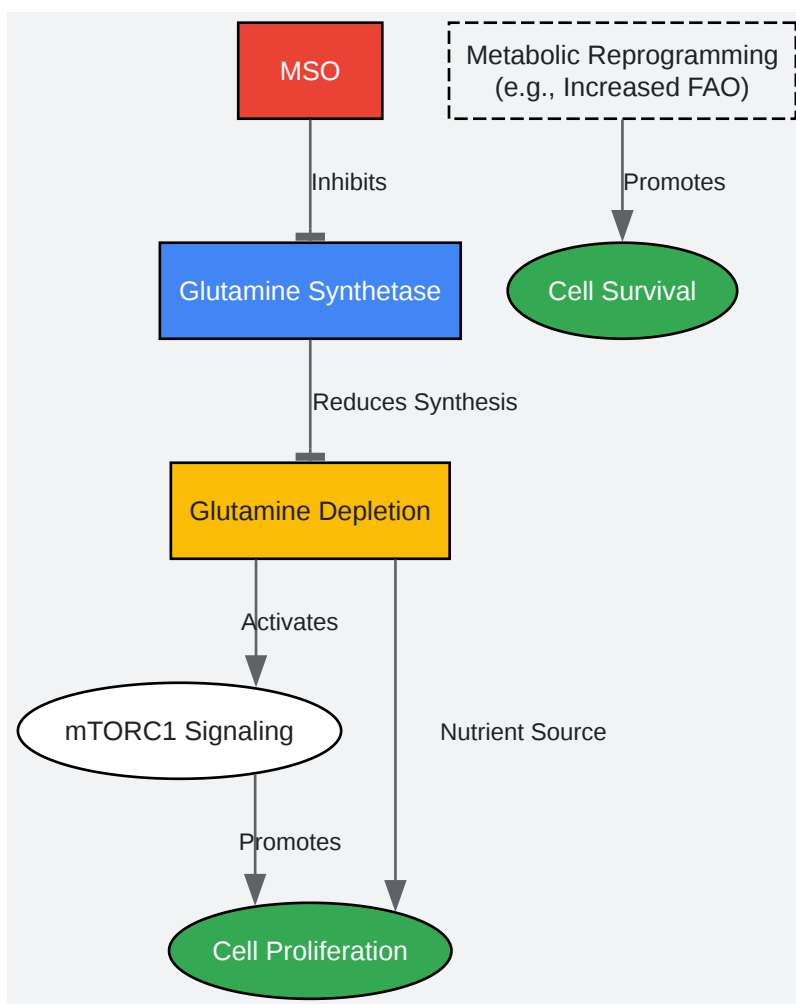 MSO
Metabolic Reprogramming
(e.g., Increased FAO)
Inhibits
Promotes
Glutamine Synthetase
Cell Survival
Reduces Synthesis
Glutamine Depletion
Activates
mTORC1 Signaling
Nutrient Source
Promotes
Cell Proliferation